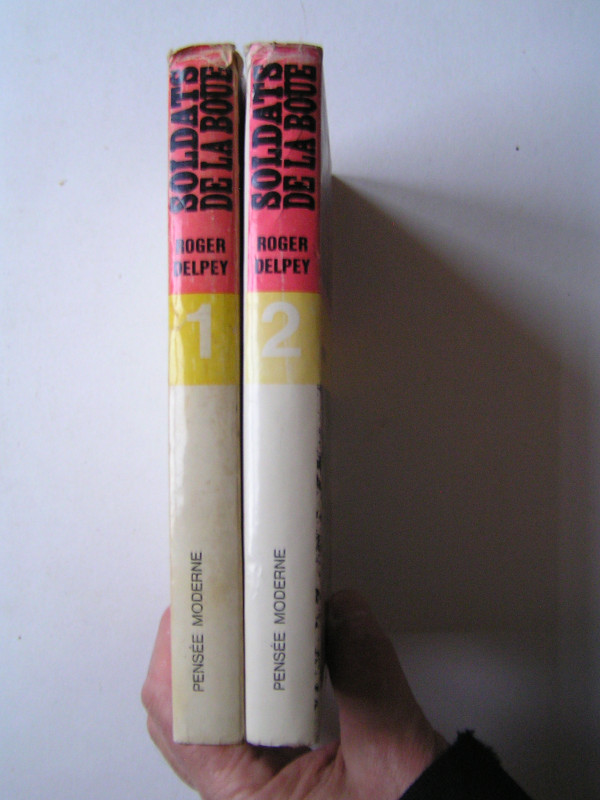 SOLDATS
DE LA BOUE
ROGER
DELPEY
1
PENSÉE MODERNE
SOLDATS
DE LA BOUE
ROGER
DELPEY
2
PENSÉE MODERNE